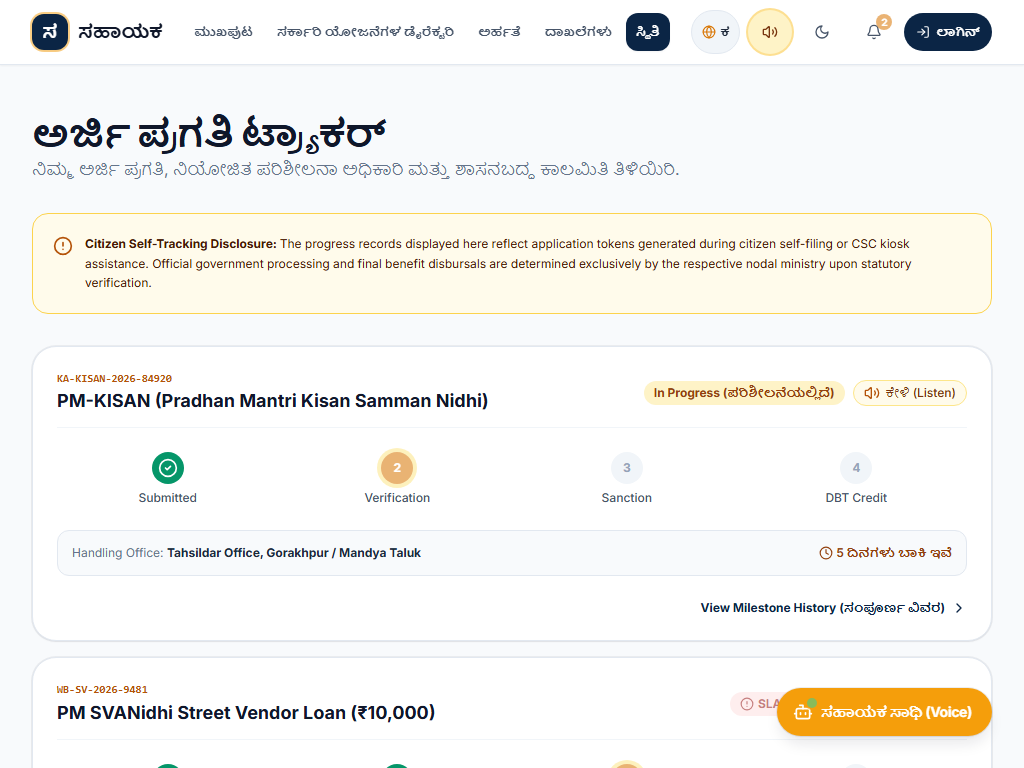 ಸ ಸಹಾಯಕ ಮುಖಪುಟ ಸರ್ಕಾರಿ ಯೋಜನೆಗಳ ಡೈರೆಕ್ಟರಿ ಅರ್ಹತೆ ದಾಖಲೆಗಳು ಸ್ಥಿತಿ ಕ 2 ಲಾಗಿನ್
ಅರ್ಜಿ ಪ್ರಗತಿ ಟ್ರ್ಯಾಕರ್
ನಿಮ್ಮ ಅರ್ಜಿ ಪ್ರಗತಿ, ನಿಯೋಜಿತ ಪರಿಶೀಲನಾ ಅಧಿಕಾರಿ ಮತ್ತು ಶಾಸನಬದ್ಧ ಕಾಲಮಿತಿ ತಿಳಿಯಿರಿ.
Citizen Self-Tracking Disclosure: The progress records displayed here reflect application tokens generated during citizen self-filing or CSC kiosk
assistance. Official government processing and final benefit disbursals are determined exclusively by the respective nodal ministry upon statutory
verification.
KA-KISAN-2026-84920
PM-KISAN (Pradhan Mantri Kisan Samman Nidhi)
In Progress (ಪರಿಶೀಲನೆಯಲ್ಲಿದೆ) ಕೇಳಿ (Listen)
2 3 4
Submitted Verification Sanction DBT Credit
Handling Office: Tahsildar Office, Gorakhpur / Mandya Taluk 5 ದಿನಗಳು ಬಾಕಿ ಇವೆ
View Milestone History (ಸಂಪೂರ್ಣ ವಿವರ)
WB-SV-2026-9481
PM SVANidhi Street Vendor Loan (₹10,000)
SLA
ಸಹಾಯಕ ಸಾಥಿ (Voice)